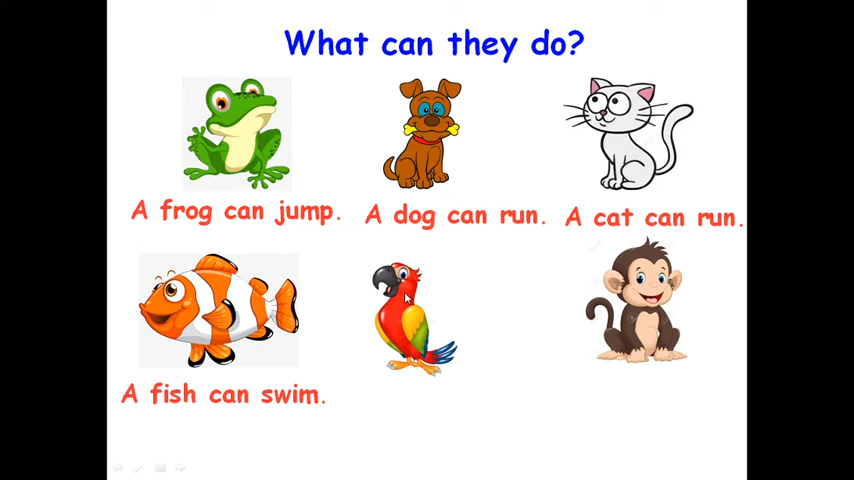 What can they do?
A frog can jump.
A dog can run.
A cat can run.
A fish can swim.